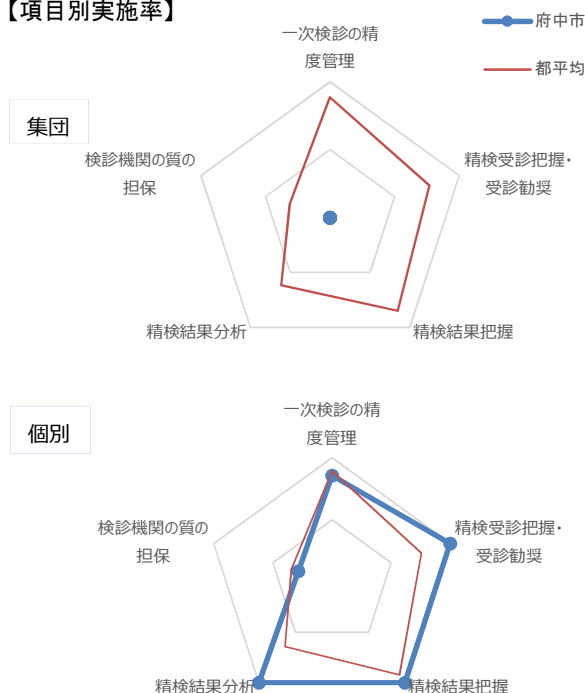 【項目別実施率】
府中市
都平均
集団
一次検診の精
度管理
精検受診把握・
受診勧奨
精検結果把握
精検結果分析
検診機関の質の
担保
個別
一次検診の精
度管理
精検受診把握・
受診勧奨
精検結果把握
精検結果分析
検診機関の質の
担保